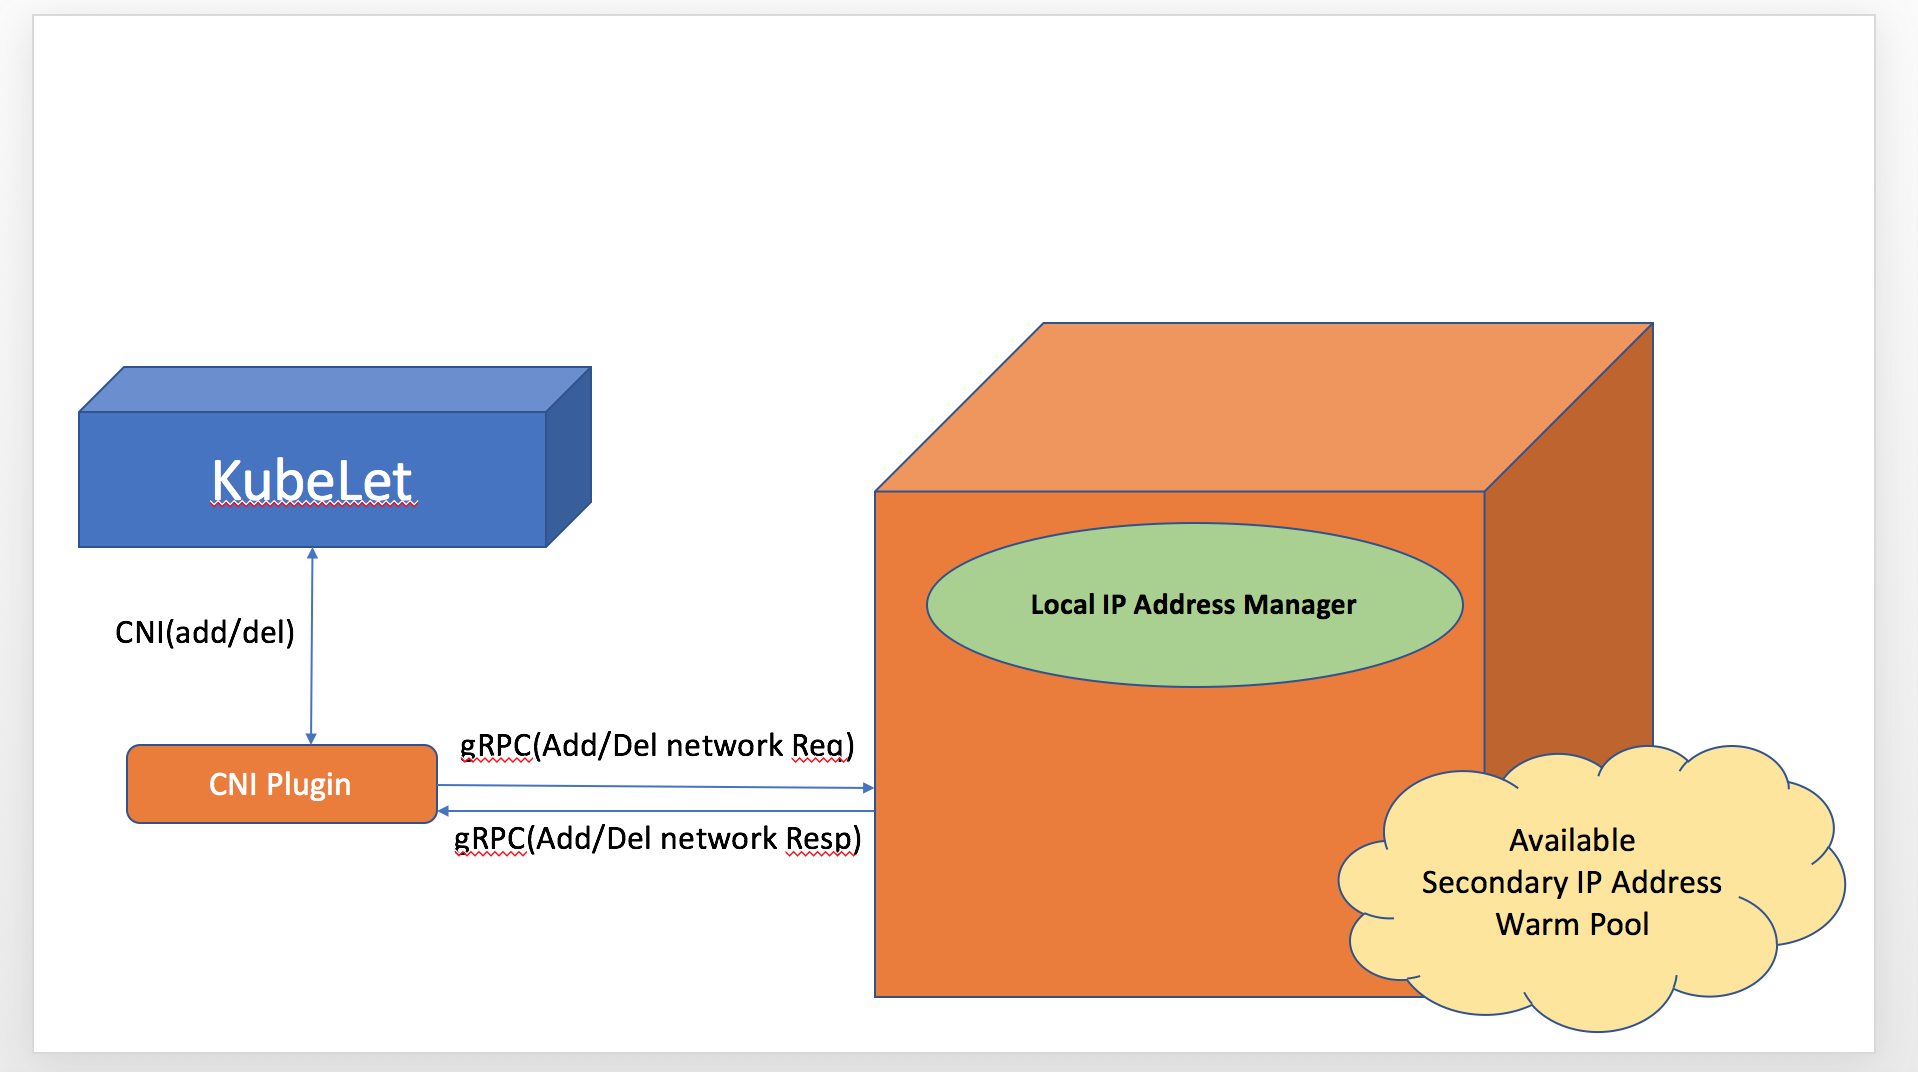 KubeLet
Local IP Address Manager
CNI(add/del)
gRPC(Add/Del network Req)
CNI Plugin
gRPC(Add/Del network Resp)
Available
Secondary IP Address
Warm Pool